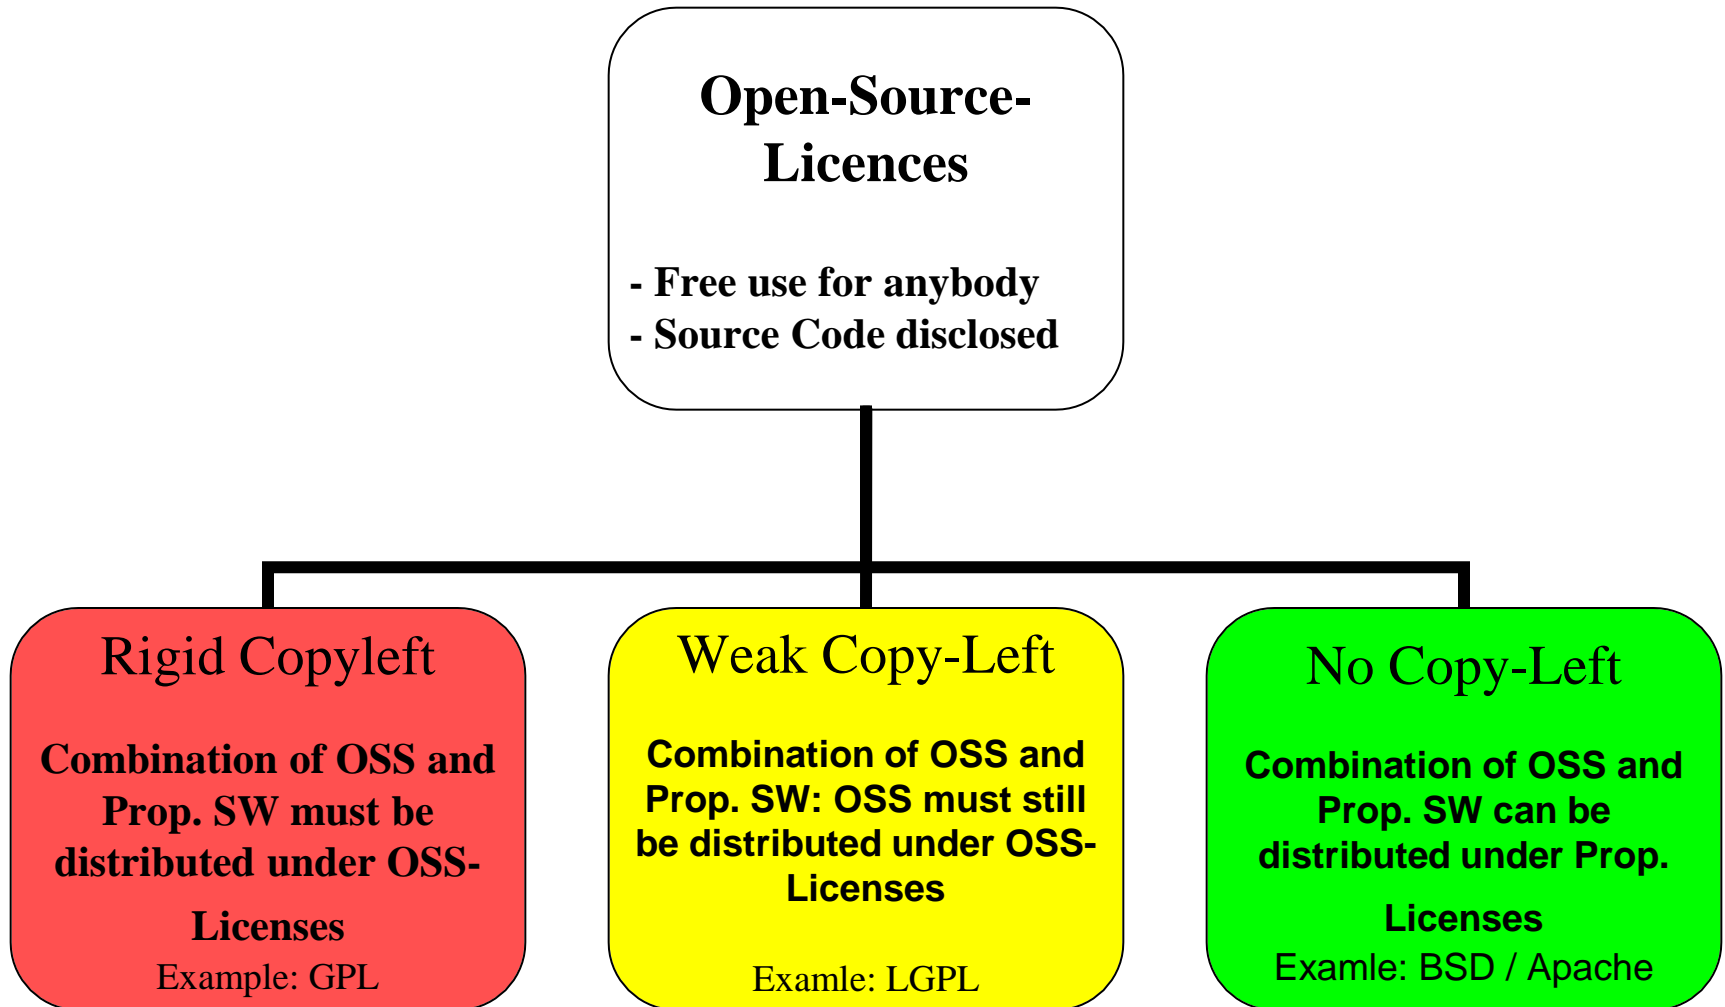 Open-Source-
Licences
- Free use for anybody
- Source Code disclosed
Rigid Copyleft
Combination of OSS and
Prop. SW must be
distributed under OSS-
Licenses
Example: GPL
Weak Copy-Left
Combination of OSS and
Prop. SW: OSS must still
be distributed under OSS-
Licenses
Examle: LGPL
No Copy-Left
Combination of OSS and
Prop. SW can be
distributed under Prop.
Licenses
Examle: BSD / Apache